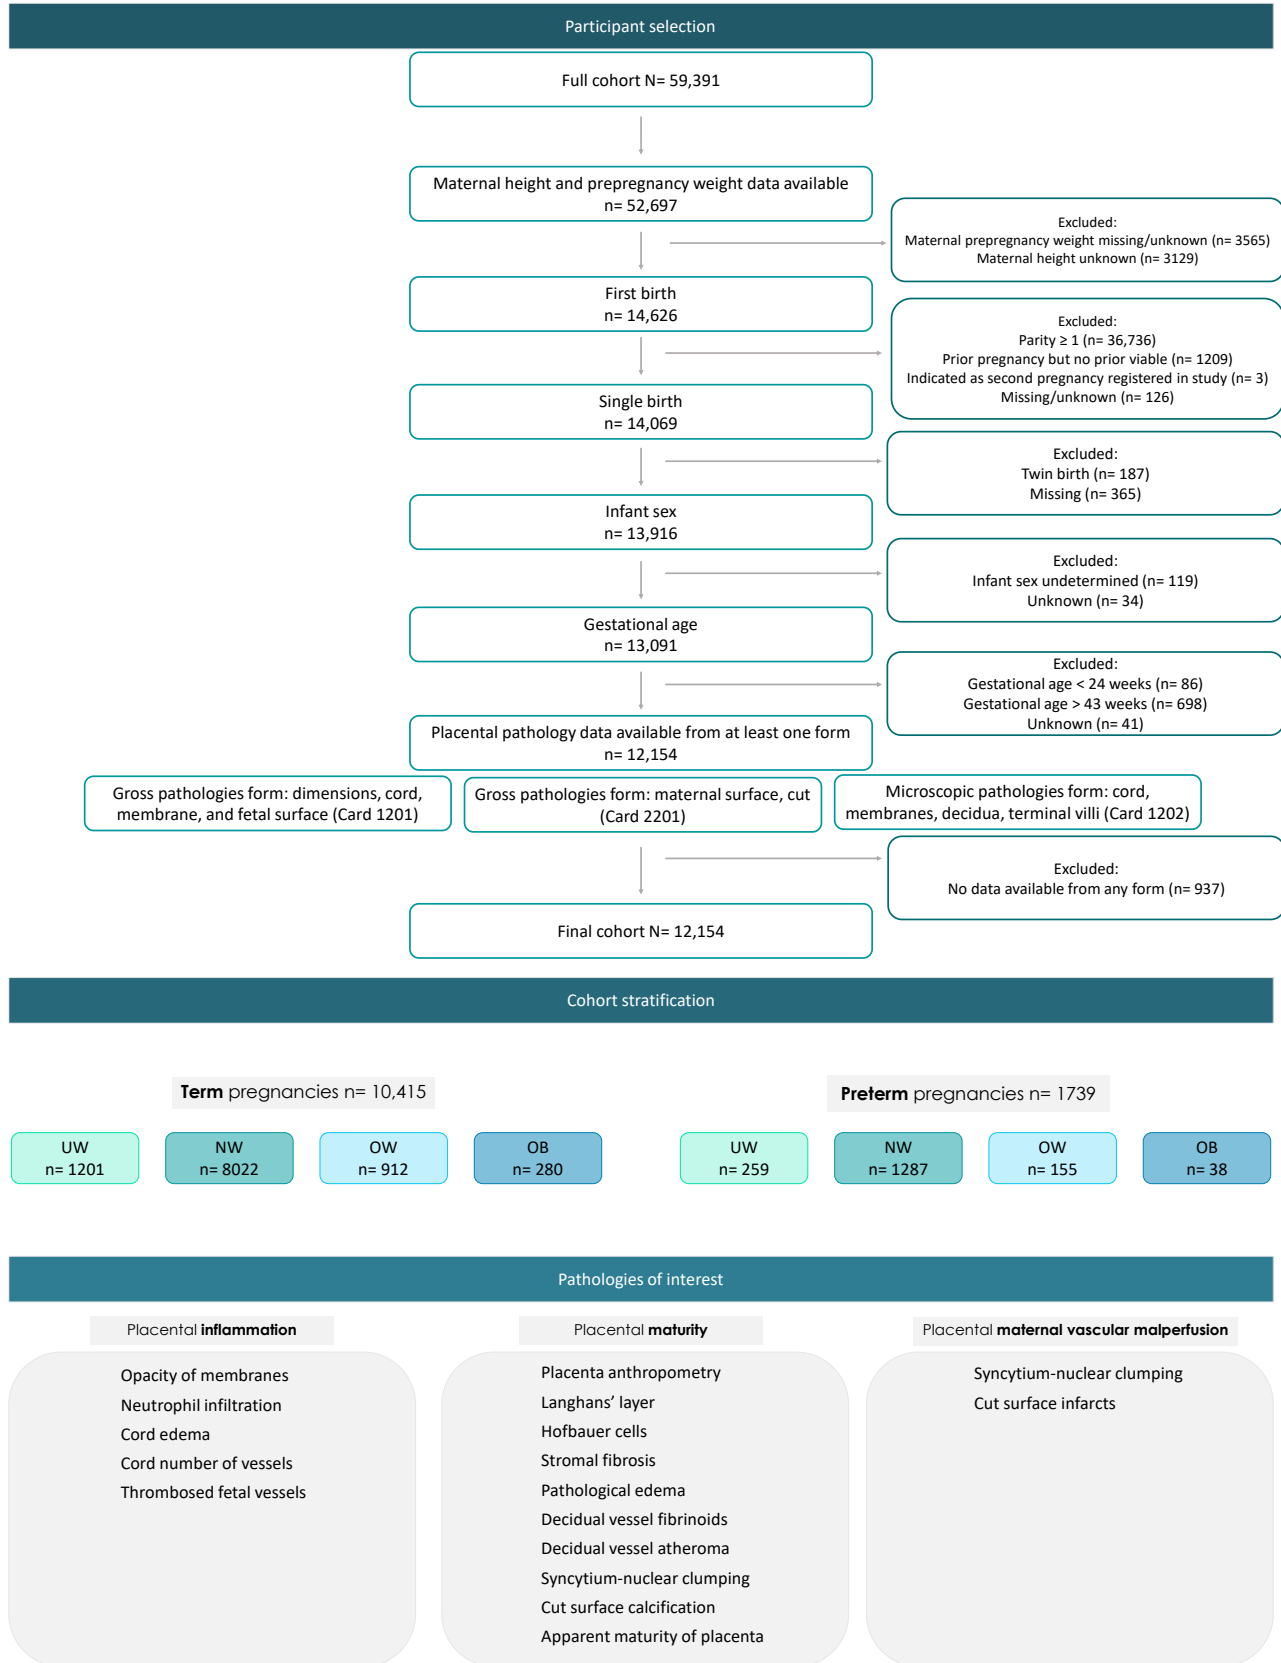 Participant selection
Full cohort N= 59,391
Maternal height and prepregnancy weight data available
n= 52,697
Excluded:
Maternal prepregnancy weight missing/unknown (n= 3565)
Maternal height unknown (n= 3129)
First birth
n= 14,626
Excluded:
Parity ≥ 1 (n= 36,736)
Prior pregnancy but no prior viable (n= 1209)
Indicated as second pregnancy registered in study (n= 3)
Missing/unknown (n= 126)
Single birth
n= 14,069
Excluded:
Twin birth (n= 187)
Missing (n= 365)
Infant sex
n= 13,916
Excluded:
Infant sex undetermined (n= 119)
Unknown (n= 34)
Gestational age
n= 13,091
Excluded:
Gestational age < 24 weeks (n= 86)
Gestational age > 43 weeks (n= 698)
Unknown (n= 41)
Placental pathology data available from at least one form
n= 12,154
Gross pathologies form: dimensions, cord,
membrane, and fetal surface (Card 1201)
Gross pathologies form: maternal surface, cut
(Card 2201)
Microscopic pathologies form: cord,
membranes, decidua, terminal villi (Card 1202)
Excluded:
No data available from any form (n= 937)
Final cohort N= 12,154
Cohort stratification
Term pregnancies n= 10,415
Preterm pregnancies n= 1739
UW
n= 1201
NW
n= 8022
OW
n= 912
OB
n= 280
UW
n= 259
NW
n= 1287
OW
n= 155
OB
n= 38
Pathologies of interest
Placental inflammation
Opacity of membranes
Neutrophil infiltration
Cord edema
Cord number of vessels
Thrombosed fetal vessels
Placental maturity
Placenta anthropometry
Langhans’ layer
Hofbauer cells
Stromal fibrosis
Pathological edema
Decidual vessel fibrinoids
Decidual vessel atheroma
Syncytium-nuclear clumping
Cut surface calcification
Apparent maturity of placenta
Placental maternal vascular malperfusion
Syncytium-nuclear clumping
Cut surface infarcts